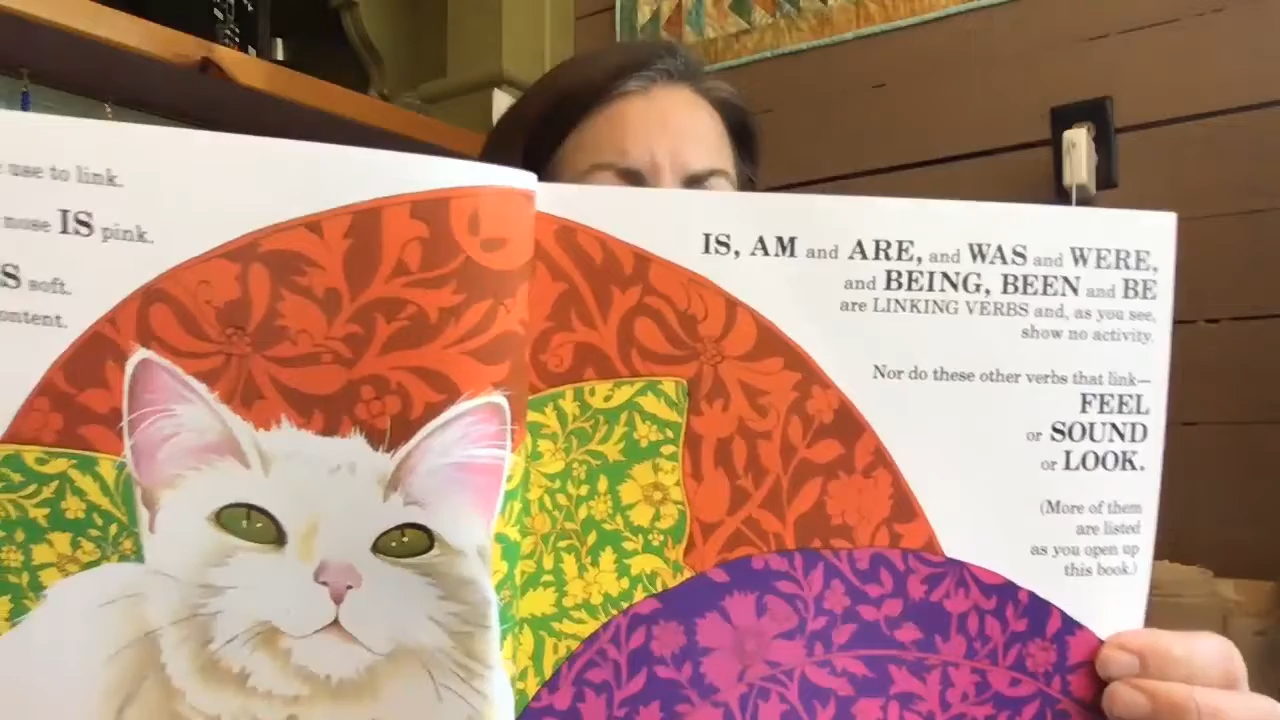 use to link.
nose IS pink.
S soft.
ontent.
IS, AM and ARE, and WAS and WERE,
and BEING, BEEN and BE
are LINKING VERBS and, as you see,
show no activity.
Nor do these other verbs that link—
FEEL
or SOUND
or LOOK.
(More of them
are listed
as you open up
this book.)